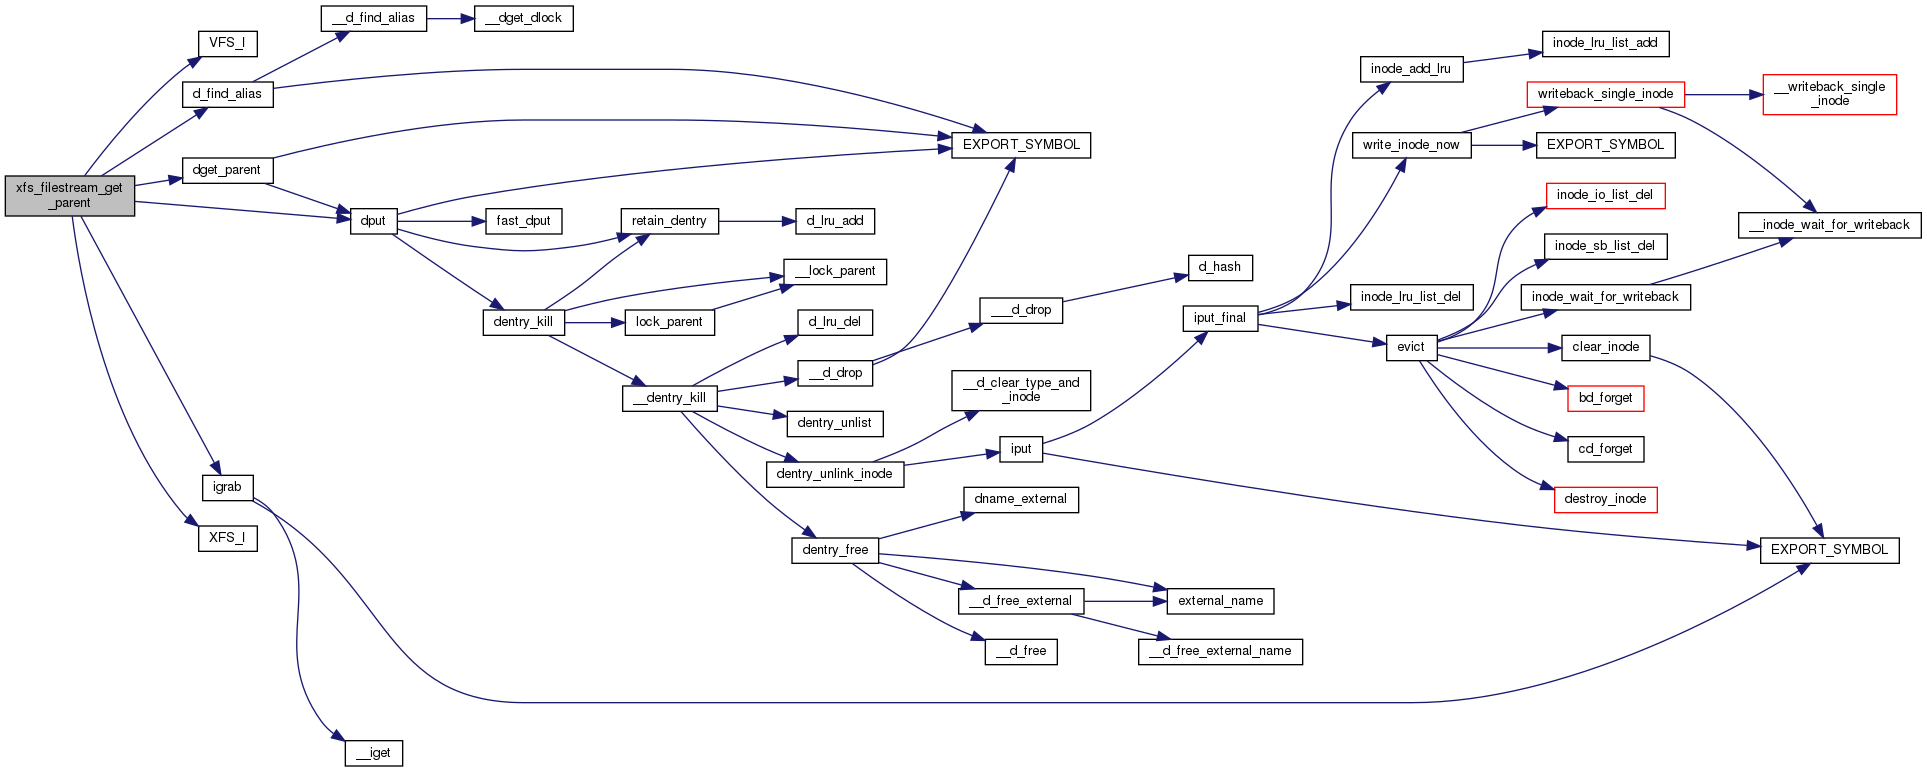 xfs_filestream_get
_parent
VFS_I
d_find_alias
__d_find_alias
__dget_dlock
dget_parent
dput
fast_dput
retain_dentry
d_lru_add
dentry_kill
__lock_parent
lock_parent
__dentry_kill
d_lru_del
__d_drop
___d_drop
d_hash
EXPORT_SYMBOL
dentry_unlist
dentry_unlink_inode
__d_clear_type_and
_inode
iput
iput_final
inode_add_lru
inode_lru_list_add
write_inode_now
writeback_single_inode
__writeback_single
_inode
EXPORT_SYMBOL
__inode_wait_for_writeback
inode_lru_list_del
evict
inode_io_list_del
inode_sb_list_del
inode_wait_for_writeback
clear_inode
bd_forget
cd_forget
destroy_inode
EXPORT_SYMBOL
dentry_free
dname_external
external_name
__d_free_external
__d_free_external_name
__d_free
igrab
XFS_I
__iget